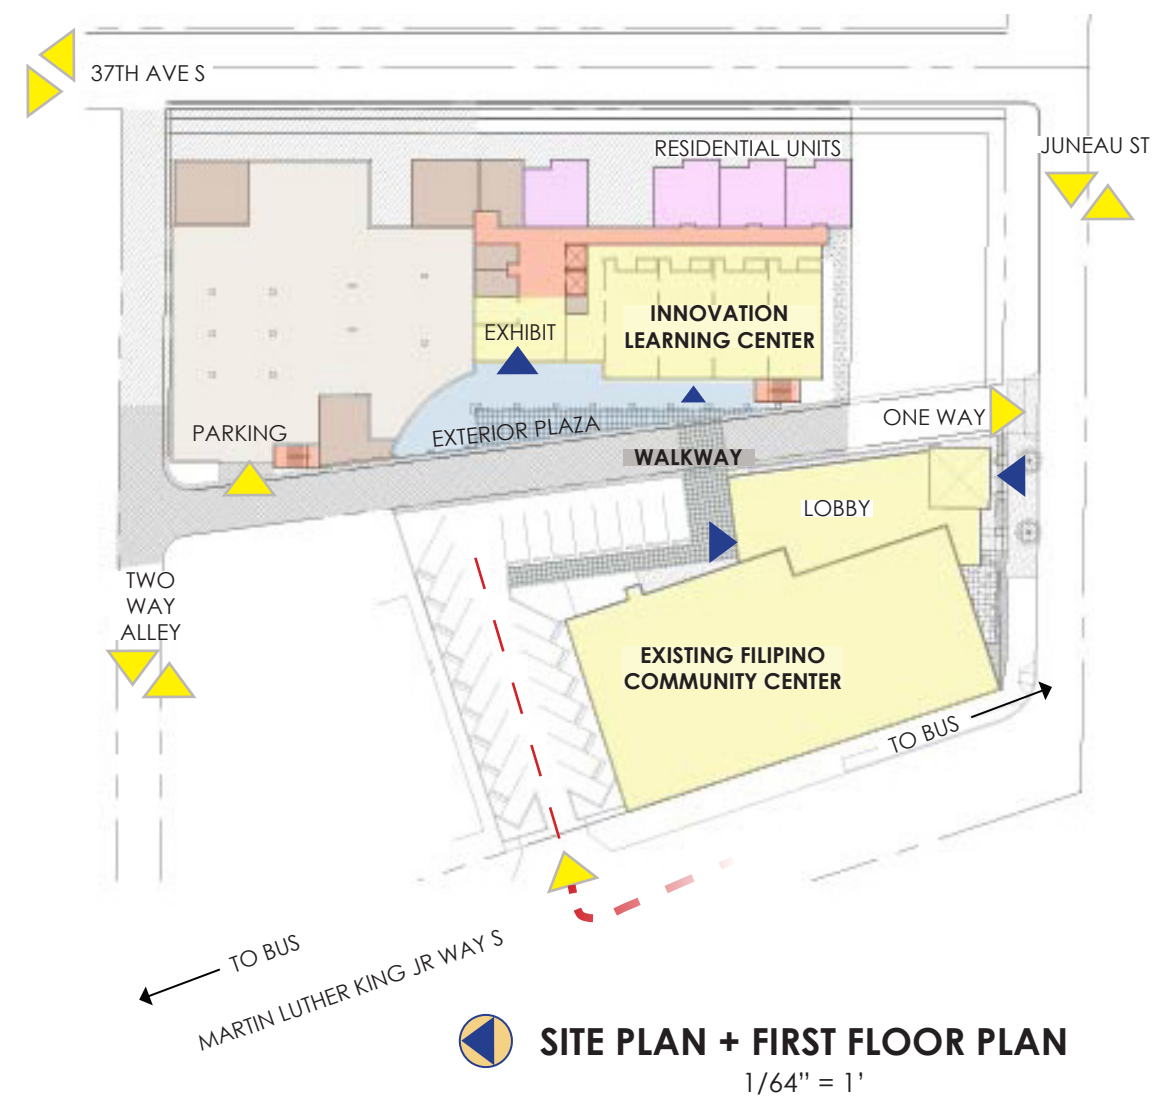 37TH AVE S
JUNEAU ST
RESIDENTIAL UNITS
INNOVATION
LEARNING CENTER
EXHIBIT
ONE WAY
PARKING
EXTERIOR PLAZA
WALKWAY
LOBBY
TWO
WAY
ALLEY
EXISTING FILIPINO
COMMUNITY CENTER
TO BUS
TO BUS
MARTIN LUTHER KING JR WAY S
SITE PLAN + FIRST FLOOR PLAN
1/64” = 1’